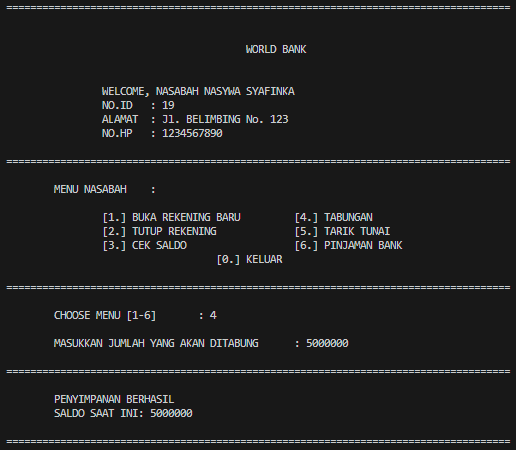 ====================================================================================
WORLD BANK
WELCOME, NASABAH NASYWA SYAFINKA
NO.ID   : 19
ALAMAT  : Jl. BELIMBING No. 123
NO.HP   : 1234567890
====================================================================================
MENU NASABAH    :
[1.] BUKA REKENING BARU         [4.] TABUNGAN
[2.] TUTUP REKENING             [5.] TARIK TUNAI
[3.] CEK SALDO                  [6.] PINJAMAN BANK
[0.] KELUAR
====================================================================================
CHOOSE MENU [1-6]       : 4
MASUKKAN JUMLAH YANG AKAN DITABUNG      : 5000000
====================================================================================
PENYIMPANAN BERHASIL
SALDO SAAT INI: 5000000
====================================================================================